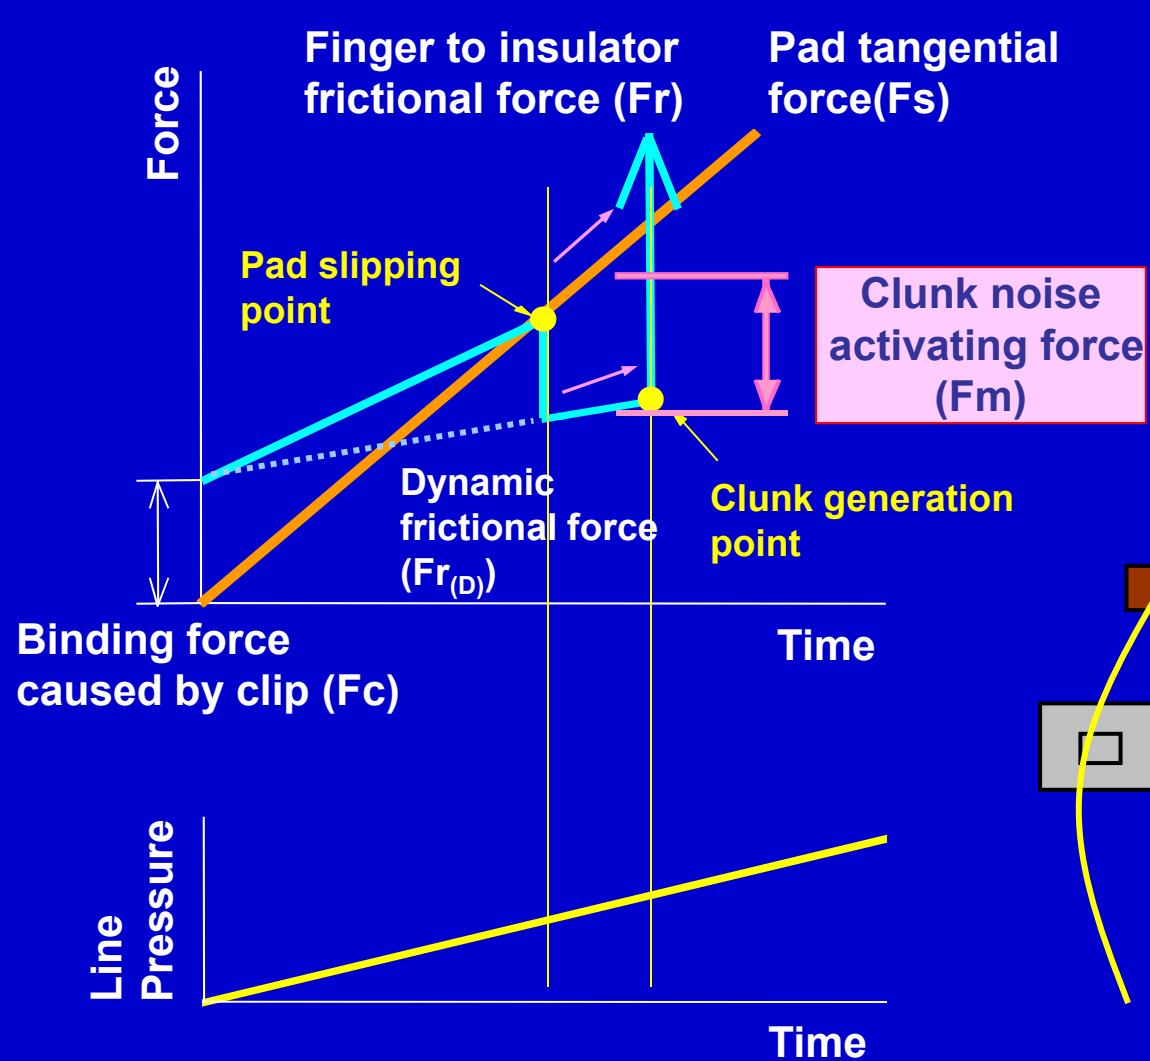 Finger to insulator
frictional force (Fr)
Pad tangential
force(Fs)
Force
Pad slipping
point
Clunk noise
activating force
(Fm)
Dynamic
frictional force
(Fr(D))
Clunk generation
point
Binding force
caused by clip (Fc)
Time
Line
Pressure
Time